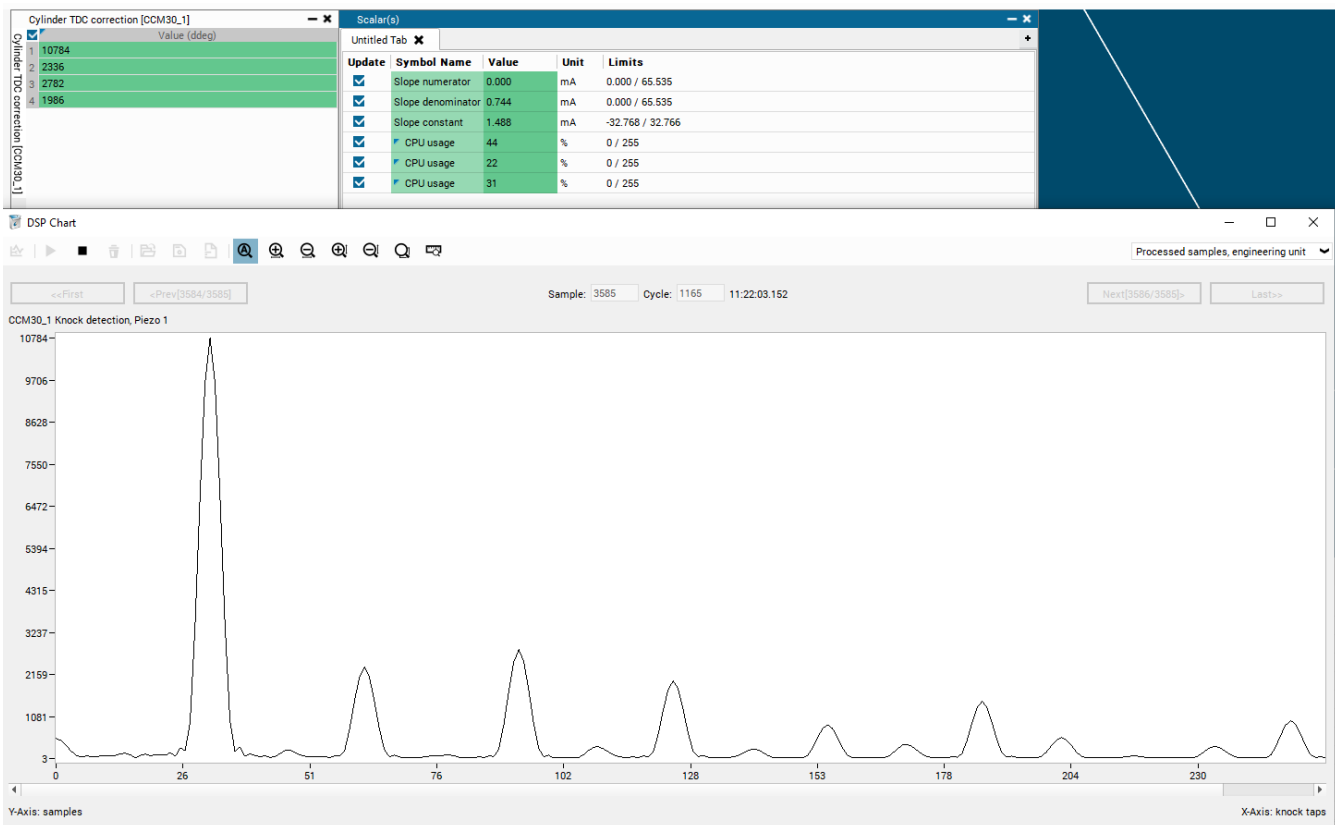 Cylinder TDC correction [CCM30_1]
Value (ddeg)
1 10784
2 2336
3 2782
4 1986
Cylinder TDC correction [CCM30_1]
Scalar(s)
Untitled Tab
Update Symbol Name Value Unit Limits
Slope numerator 0.000 mA 0.000 / 65.535
Slope denominator 0.744 mA 0.000 / 65.535
Slope constant 1.488 mA -32.768 / 32.766
CPU usage 44 % 0 / 255
CPU usage 22 % 0 / 255
CPU usage 31 % 0 / 255
DSP Chart
Processed samples, engineering unit
<<First <Prev[3584/3585] Sample: 3585 Cycle: 1165 11:22:03.152 Next[3586/3585]> Last>>
CCM30_1 Knock detection, Piezo 1
10784
9706
8628
7550
6472
5394
4315
3237
2159
1081
3
0 26 51 76 102 128 153 178 204 230
Y-Axis: samples X-Axis: knock taps